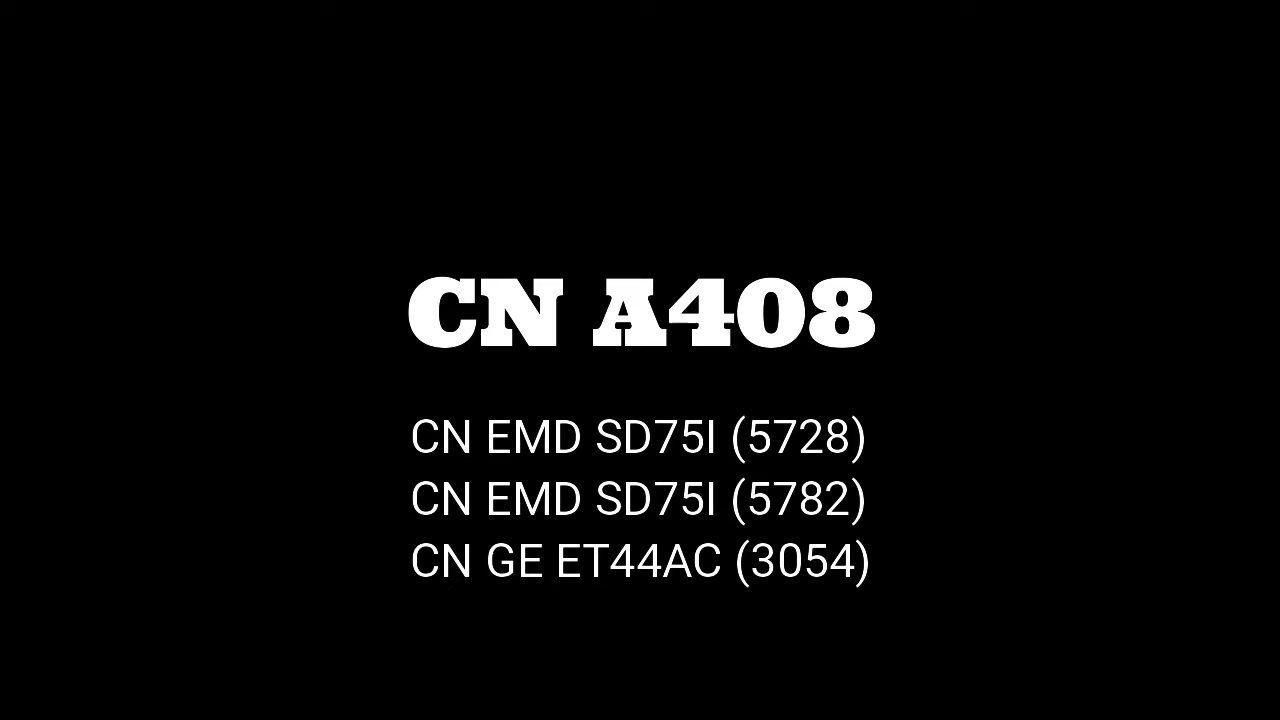 CN A408
CN EMD SD75I (5728)
CN EMD SD75I (5782)
CN GE ET44AC (3054)